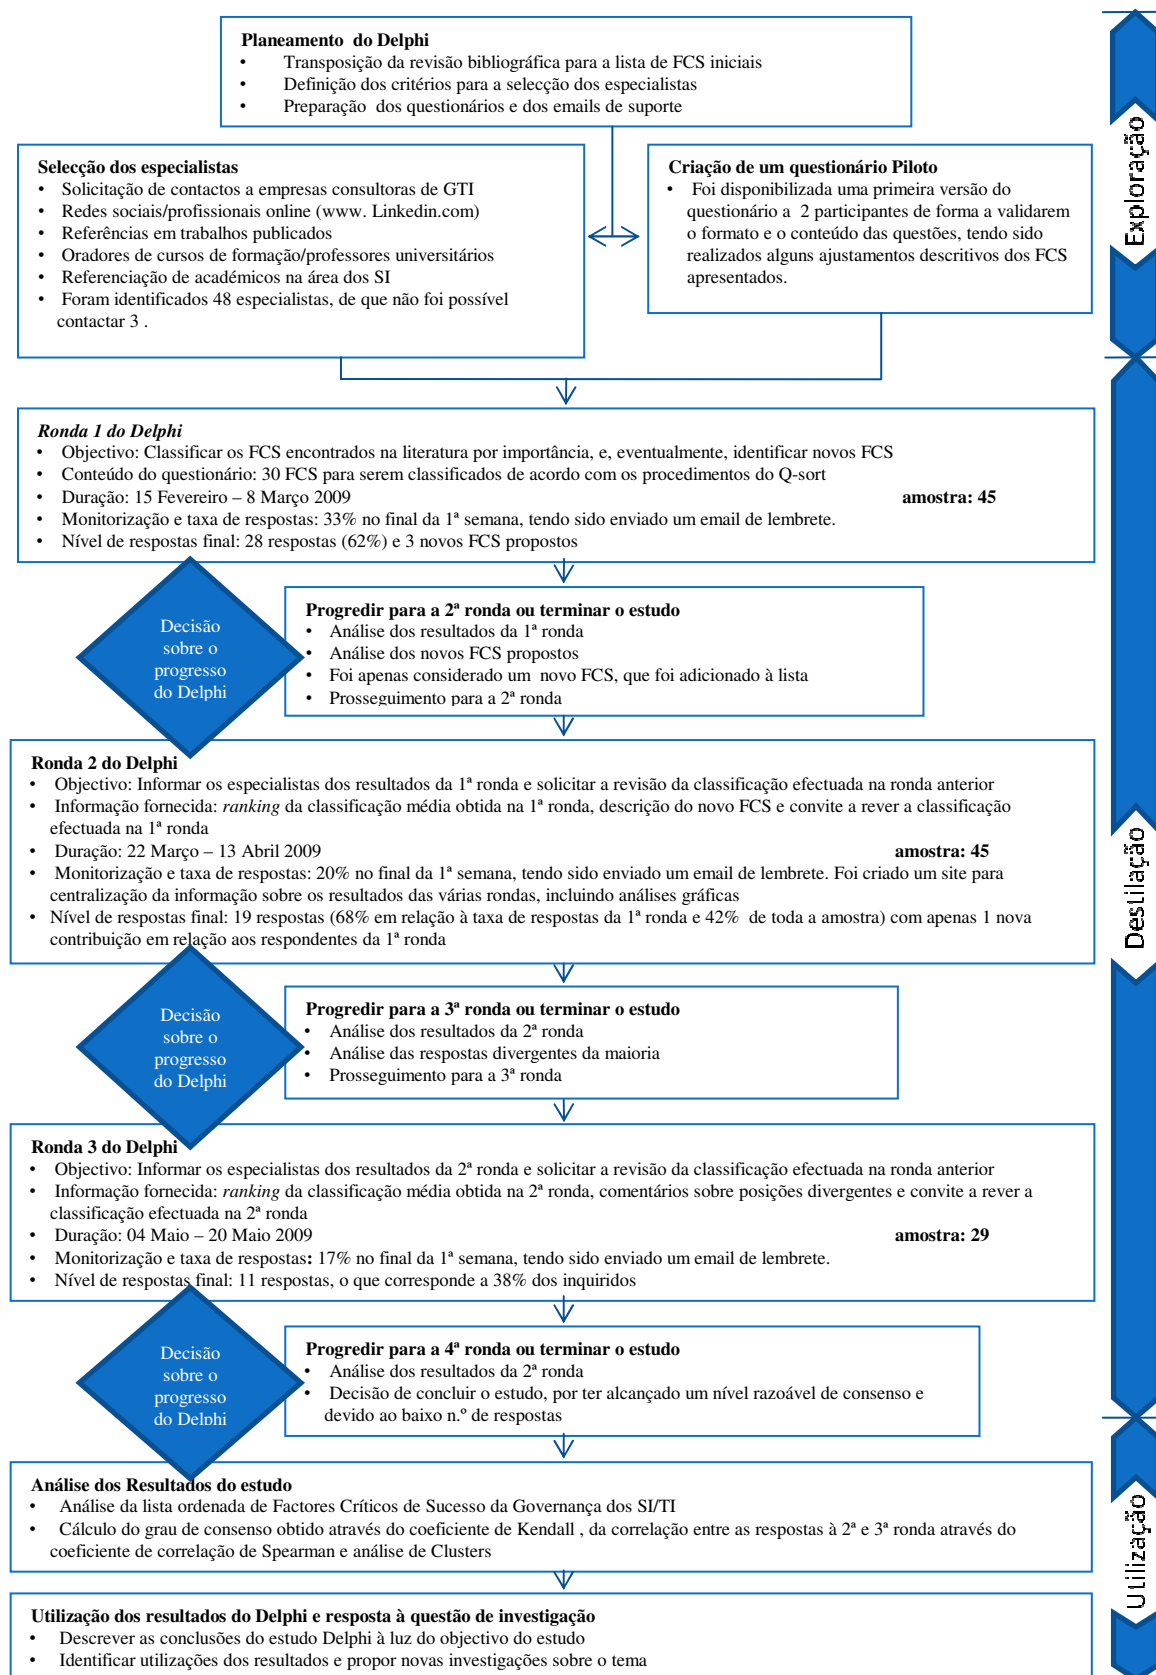 Planeamento do Delphi
• Transposição da revisão bibliográfica para a lista de FCS iniciais
• Definição dos critérios para a selecção dos especialistas
• Preparação dos questionários e dos emails de suporte
Selecção dos especialistas
• Solicitação de contactos a empresas consultoras de GTI
• Redes sociais/profissionais online (www. Linkedin.com)
• Referências em trabalhos publicados
• Oradores de cursos de formação/professores universitários
• Referenciação de académicos na área dos SI
• Foram identificados 48 especialistas, de que não foi possível
contactar 3 .
Criação de um questionário Piloto
• Foi disponibilizada uma primeira versão do
questionário a 2 participantes de forma a validarem
o formato e o conteúdo das questões, tendo sido
realizados alguns ajustamentos descritivos dos FCS
apresentados.
Exploração
Ronda 1 do Delphi
• Objectivo: Classificar os FCS encontrados na literatura por importância, e, eventualmente, identificar novos FCS
• Conteúdo do questionário: 30 FCS para serem classificados de acordo com os procedimentos do Q-sort
• Duração: 15 Fevereiro – 8 Março 2009 amostra: 45
• Monitorização e taxa de respostas: 33% no final da 1ª semana, tendo sido enviado um email de lembrete.
• Nível de respostas final: 28 respostas (62%) e 3 novos FCS propostos
Decisão
sobre o
progresso
do Delphi
Progredir para a 2ª ronda ou terminar o estudo
• Análise dos resultados da 1ª ronda
• Análise dos novos FCS propostos
• Foi apenas considerado um novo FCS, que foi adicionado à lista
• Prosseguimento para a 2ª ronda
Ronda 2 do Delphi
• Objectivo: Informar os especialistas dos resultados da 1ª ronda e solicitar a revisão da classificação efectuada na ronda anterior
• Informação fornecida: ranking da classificação média obtida na 1ª ronda, descrição do novo FCS e convite a rever a classificação
efectuada na 1ª ronda
• Duração: 22 Março – 13 Abril 2009 amostra: 45
• Monitorização e taxa de respostas: 20% no final da 1ª semana, tendo sido enviado um email de lembrete. Foi criado um site para
centralização da informação sobre os resultados das várias rondas, incluindo análises gráficas
• Nível de respostas final: 19 respostas (68% em relação à taxa de respostas da 1ª ronda e 42% de toda a amostra) com apenas 1 nova
contribuição em relação aos respondentes da 1ª ronda
Destilação
Decisão
sobre o
progresso
do Delphi
Progredir para a 3ª ronda ou terminar o estudo
• Análise dos resultados da 2ª ronda
• Análise das respostas divergentes da maioria
• Prosseguimento para a 3ª ronda
Ronda 3 do Delphi
• Objectivo: Informar os especialistas dos resultados da 2ª ronda e solicitar a revisão da classificação efectuada na ronda anterior
• Informação fornecida: ranking da classificação média obtida na 2ª ronda, comentários sobre posições divergentes e convite a rever a
classificação efectuada na 2ª ronda
• Duração: 04 Maio – 20 Maio 2009 amostra: 29
• Monitorização e taxa de respostas: 17% no final da 1ª semana, tendo sido enviado um email de lembrete.
• Nível de respostas final: 11 respostas, o que corresponde a 38% dos inquiridos
Decisão
sobre o
progresso
do Delphi
Progredir para a 4ª ronda ou terminar o estudo
• Análise dos resultados da 2ª ronda
• Decisão de concluir o estudo, por ter alcançado um nível razoável de consenso e
devido ao baixo n.º de respostas
Análise dos Resultados do estudo
• Análise da lista ordenada de Factores Críticos de Sucesso da Governança dos SI/TI
• Cálculo do grau de consenso obtido através do coeficiente de Kendall , da correlação entre as respostas à 2ª e 3ª ronda através do
coeficiente de correlação de Spearman e análise de Clusters
Utilização
Utilização dos resultados do Delphi e resposta à questão de investigação
• Descrever as conclusões do estudo Delphi à luz do objectivo do estudo
• Identificar utilizações dos resultados e propor novas investigações sobre o tema